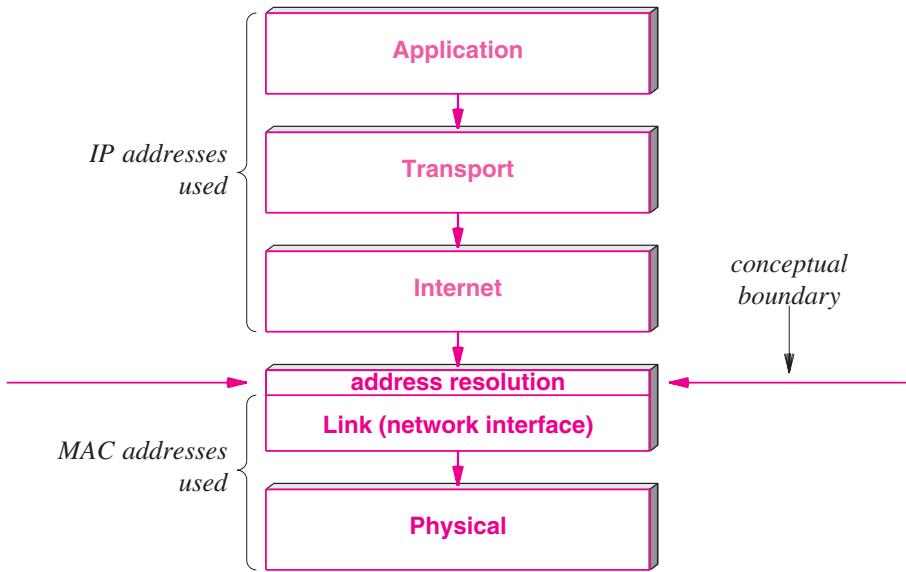 Application
IP addresses
used
Transport
Internet
conceptual
boundary
address resolution
Link (network interface)
MAC addresses
used
Physical